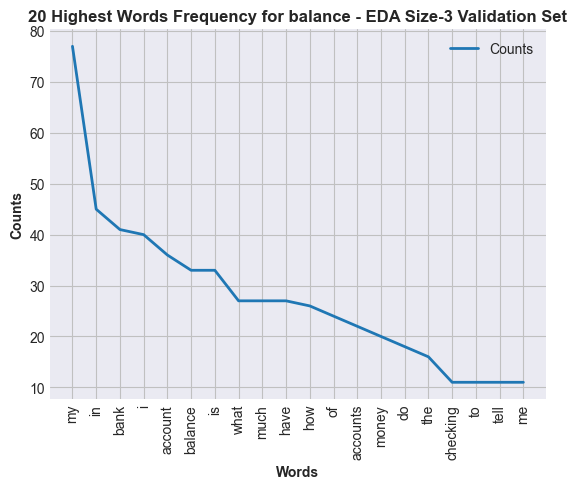 20 Highest Words Frequency for balance - EDA Size-3 Validation Set
Counts
80
70
60
50
40
30
20
10
Counts
my
in
bank
i
account
balance
is
what
much
have
how
of
accounts
money
do
the
checking
to
tell
me
Words